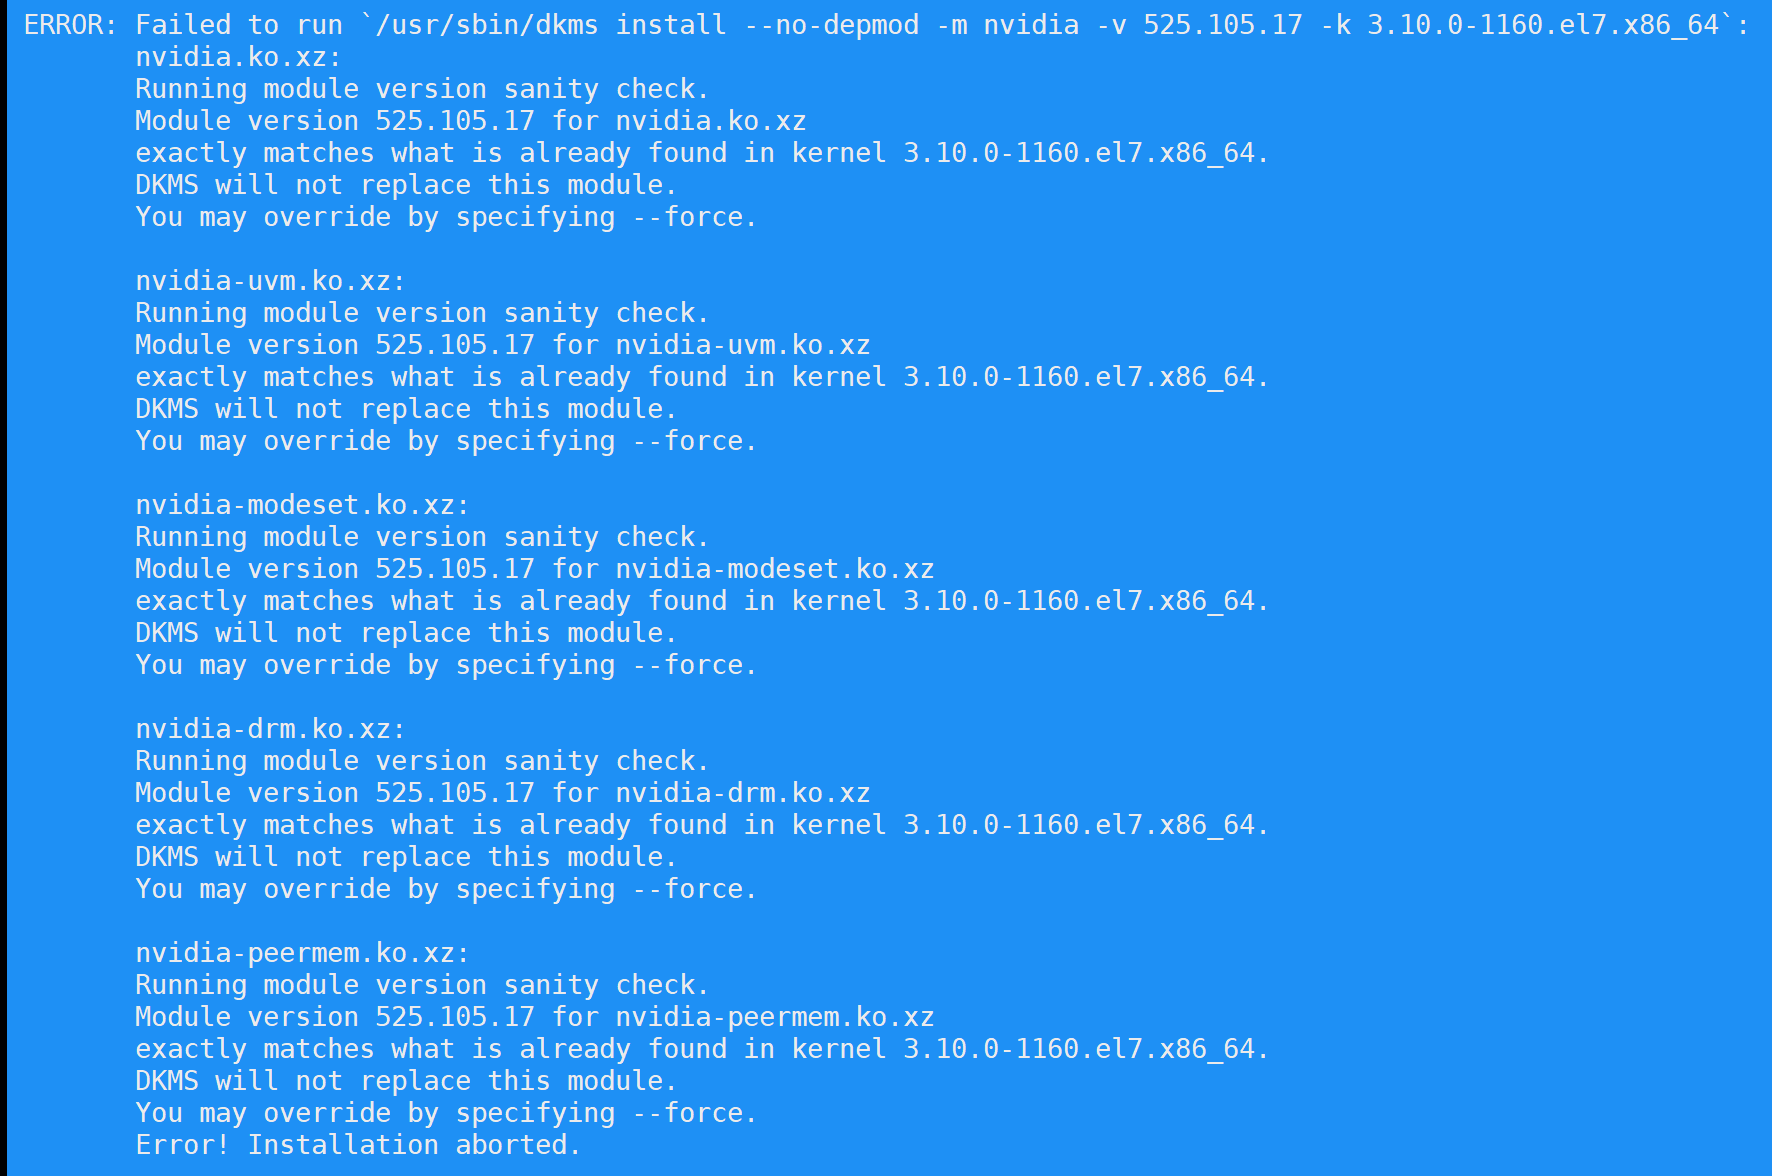 ERROR: Failed to run `/usr/sbin/dkms install --no-depmod -m nvidia -v 525.105.17 -k 3.10.0-1160.el7.x86_64`:
nvidia.ko.xz:
Running module version sanity check.
Module version 525.105.17 for nvidia.ko.xz
exactly matches what is already found in kernel 3.10.0-1160.el7.x86_64.
DKMS will not replace this module.
You may override by specifying --force.

nvidia-uvm.ko.xz:
Running module version sanity check.
Module version 525.105.17 for nvidia-uvm.ko.xz
exactly matches what is already found in kernel 3.10.0-1160.el7.x86_64.
DKMS will not replace this module.
You may override by specifying --force.

nvidia-modeset.ko.xz:
Running module version sanity check.
Module version 525.105.17 for nvidia-modeset.ko.xz
exactly matches what is already found in kernel 3.10.0-1160.el7.x86_64.
DKMS will not replace this module.
You may override by specifying --force.

nvidia-drm.ko.xz:
Running module version sanity check.
Module version 525.105.17 for nvidia-drm.ko.xz
exactly matches what is already found in kernel 3.10.0-1160.el7.x86_64.
DKMS will not replace this module.
You may override by specifying --force.

nvidia-peermem.ko.xz:
Running module version sanity check.
Module version 525.105.17 for nvidia-peermem.ko.xz
exactly matches what is already found in kernel 3.10.0-1160.el7.x86_64.
DKMS will not replace this module.
You may override by specifying --force.
Error! Installation aborted.